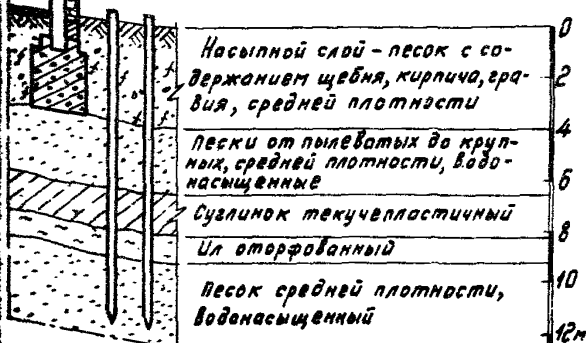 Насыпной слой - песок с со-
держанием щебня, кирпича, гра-
вия, средней плотности
Пески от пылеватых до круп-
ных, средней плотности, водо-
насыщенные
Суглинок текучепластичный
Ил оторфованный
Песок средней плотности,
водонасыщенный
0
2
4
6
8
10
12м